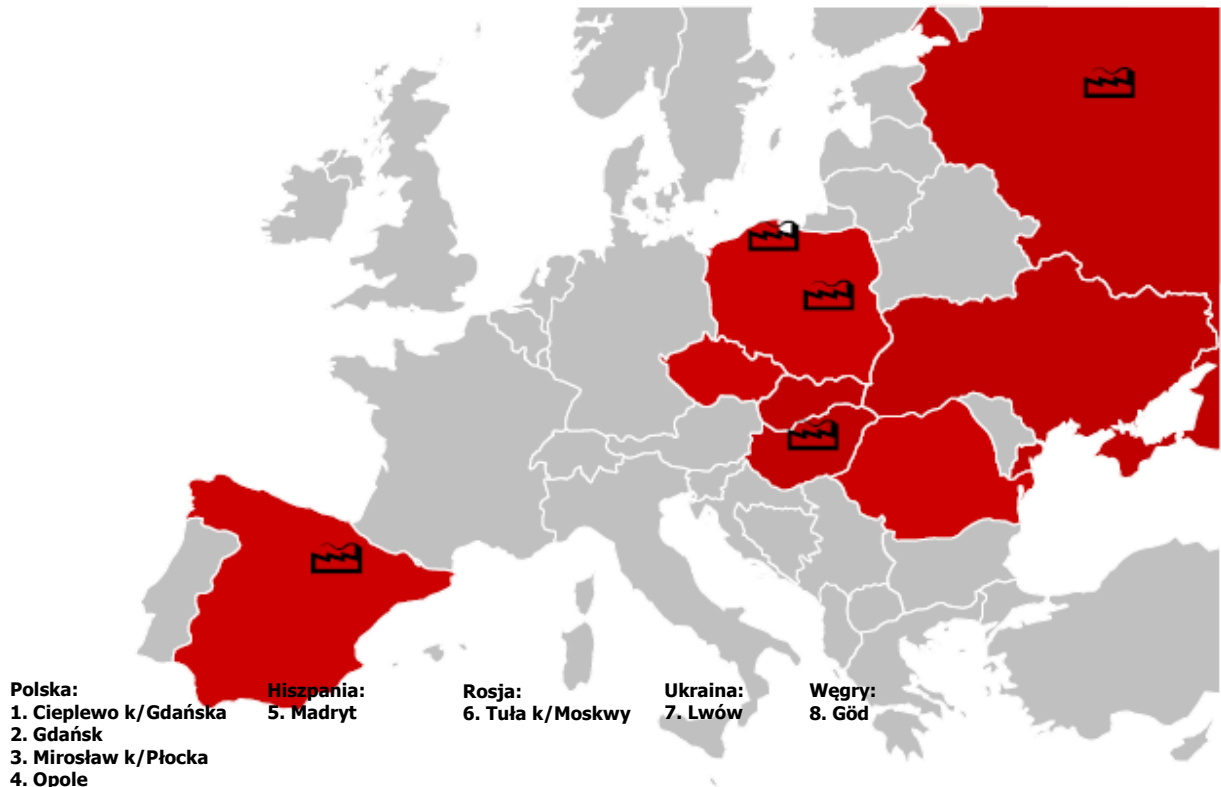 Polska:
1. Cieplewo k/Gdańska
2. Gdańsk
3. Mirosław k/Płocka
4. Opole
Hiszpania:
5. Madryt
Rosja:
6. Tuła k/Moskwy
Ukraina:
7. Lwów
Węgry:
8. Göd